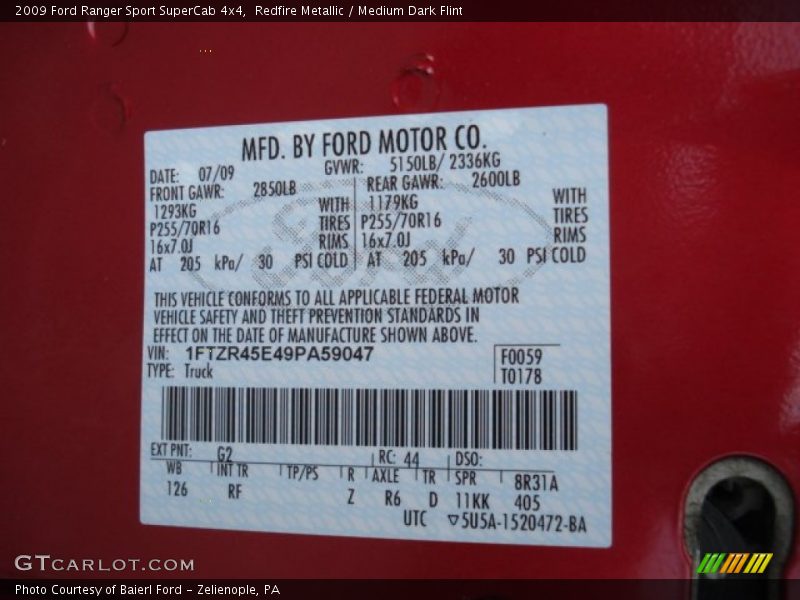 2009 Ford Ranger Sport SuperCab 4x4,  Redfire Metallic / Medium Dark Flint
MFD. BY FORD MOTOR CO.
DATE: 07/09 GVWR: 5150LB/ 2336KG
FRONT GAWR: 2850LB REAR GAWR: 2600LB
1293KG WITH 1179KG WITH
P255/70R16 TIRES P255/70R16 TIRES
16x7.0J RIMS 16x7.0J RIMS
AT 205 kPa/ 30 PSI COLD AT 205 kPa/ 30 PSI COLD
THIS VEHICLE CONFORMS TO ALL APPLICABLE FEDERAL MOTOR
VEHICLE SAFETY AND THEFT PREVENTION STANDARDS IN
EFFECT ON THE DATE OF MANUFACTURE SHOWN ABOVE.
VIN: 1FTZR45E49PA59047 F0059
TYPE: Truck T0178
EXT PNT: G2 RC: 44 DSO:
WB INT TR TP/PS R AXLE TR SPR 8R31A
126 RF Z R6 D 11KK 405
UTC ▽5U5A-1520472-BA
Ford
GTCARLOT.COM
Photo Courtesy of Baierl Ford - Zelienople, PA